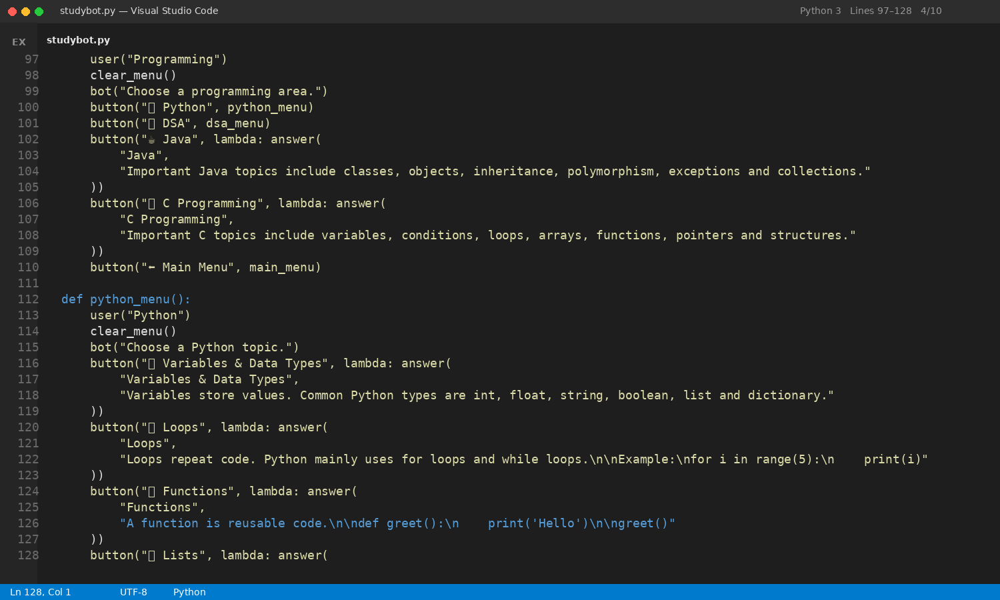 studybot.py — Visual Studio Code
Python 3 Lines 97–128 4/10
EX
studybot.py
97     user("Programming")
98     clear_menu()
99     bot("Choose a programming area.")
100     button("▯ Python", python_menu)
101     button("▯ DSA", dsa_menu)
102     button("☕ Java", lambda: answer(
103         "Java",
104         "Important Java topics include classes, objects, inheritance, polymorphism, exceptions and collections."
105     ))
106     button("▯ C Programming", lambda: answer(
107         "C Programming",
108         "Important C topics include variables, conditions, loops, arrays, functions, pointers and structures."
109     ))
110     button("⬅ Main Menu", main_menu)
111
112 def python_menu():
113     user("Python")
114     clear_menu()
115     bot("Choose a Python topic.")
116     button("▯ Variables & Data Types", lambda: answer(
117         "Variables & Data Types",
118         "Variables store values. Common Python types are int, float, string, boolean, list and dictionary."
119     ))
120     button("▯ Loops", lambda: answer(
121         "Loops",
122         "Loops repeat code. Python mainly uses for loops and while loops.\n\nExample:\nfor i in range(5):\n    print(i)"
123     ))
124     button("▯ Functions", lambda: answer(
125         "Functions",
126         "A function is reusable code.\n\ndef greet():\n    print('Hello')\n\ngreet()"
127     ))
128     button("▯ Lists", lambda: answer(
Ln 128, Col 1 UTF-8 Python